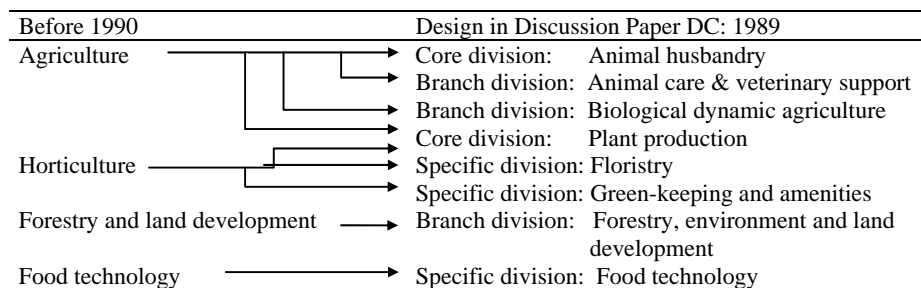 Before 1990 Design in Discussion Paper DC: 1989
Agriculture Core division: Animal husbandry
Branch division: Animal care & veterinary support
Branch division: Biological dynamic agriculture
Core division: Plant production
Horticulture Specific division: Floristry
Specific division: Green-keeping and amenities
Forestry and land development Branch division: Forestry, environment and land
development
Food technology Specific division: Food technology